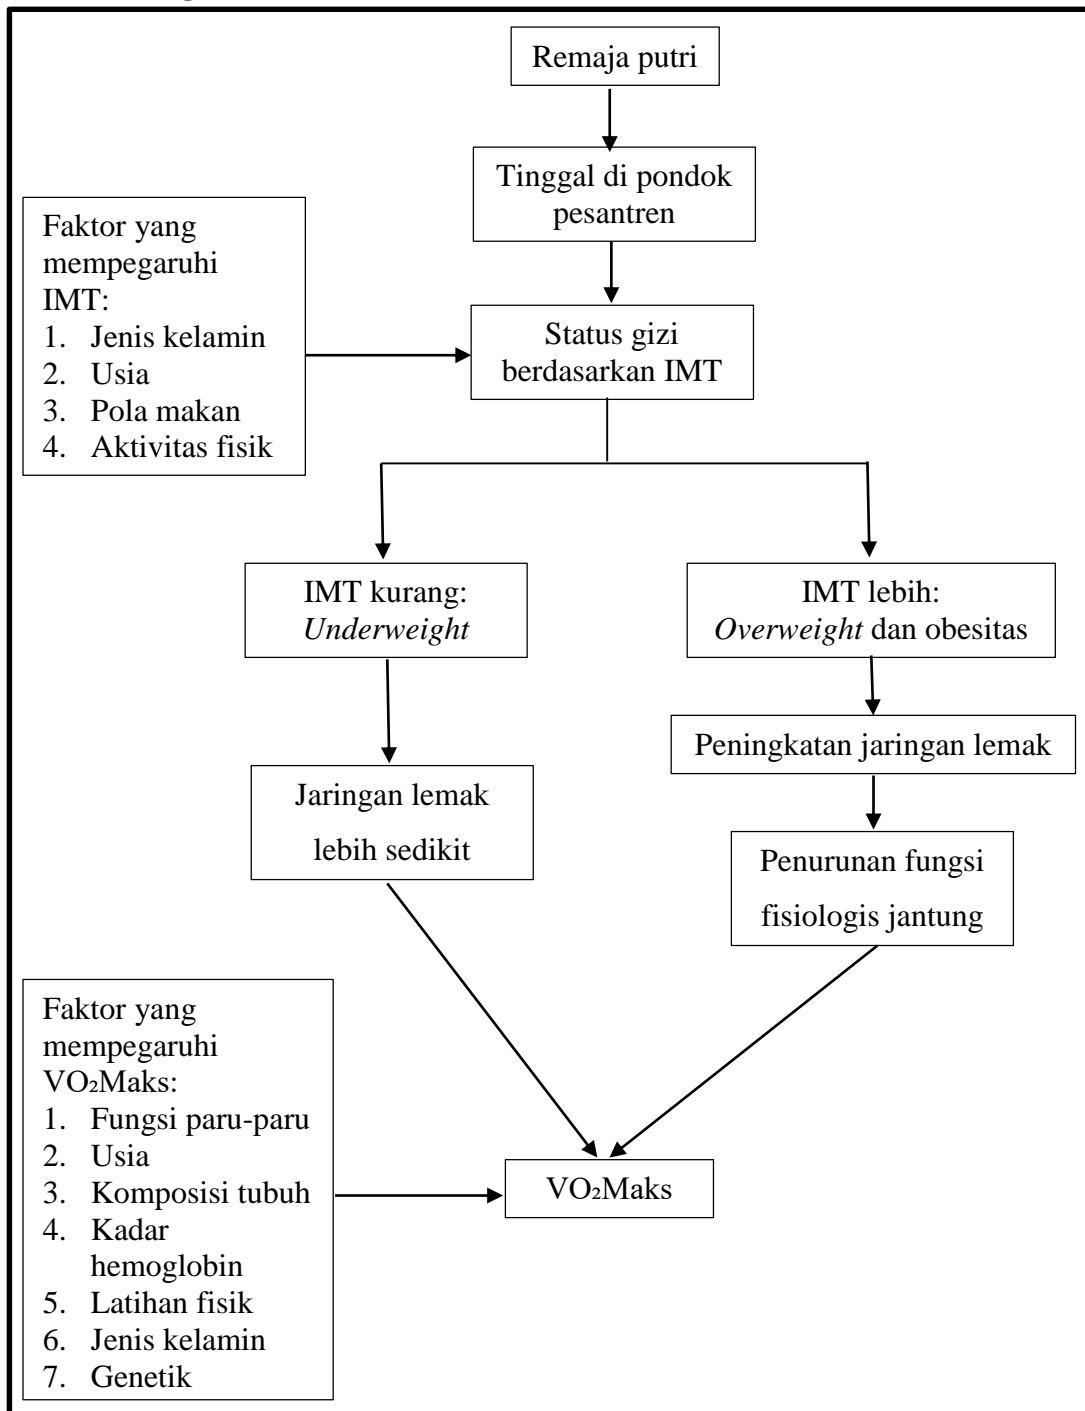 Remaja putri
Tinggal di pondok
pesantren
Faktor yang
mempegaruhi
IMT:
1. Jenis kelamin
2. Usia
3. Pola makan
4. Aktivitas fisik
Status gizi
berdasarkan IMT
IMT kurang:
Underweight
IMT lebih:
Overweight dan obesitas
Peningkatan jaringan lemak
Jaringan lemak
lebih sedikit
Penurunan fungsi
fisiologis jantung
Faktor yang
mempegaruhi
VO₂Maks:
1. Fungsi paru-paru
2. Usia
3. Komposisi tubuh
4. Kadar
hemoglobin
5. Latihan fisik
6. Jenis kelamin
7. Genetik
VO₂Maks